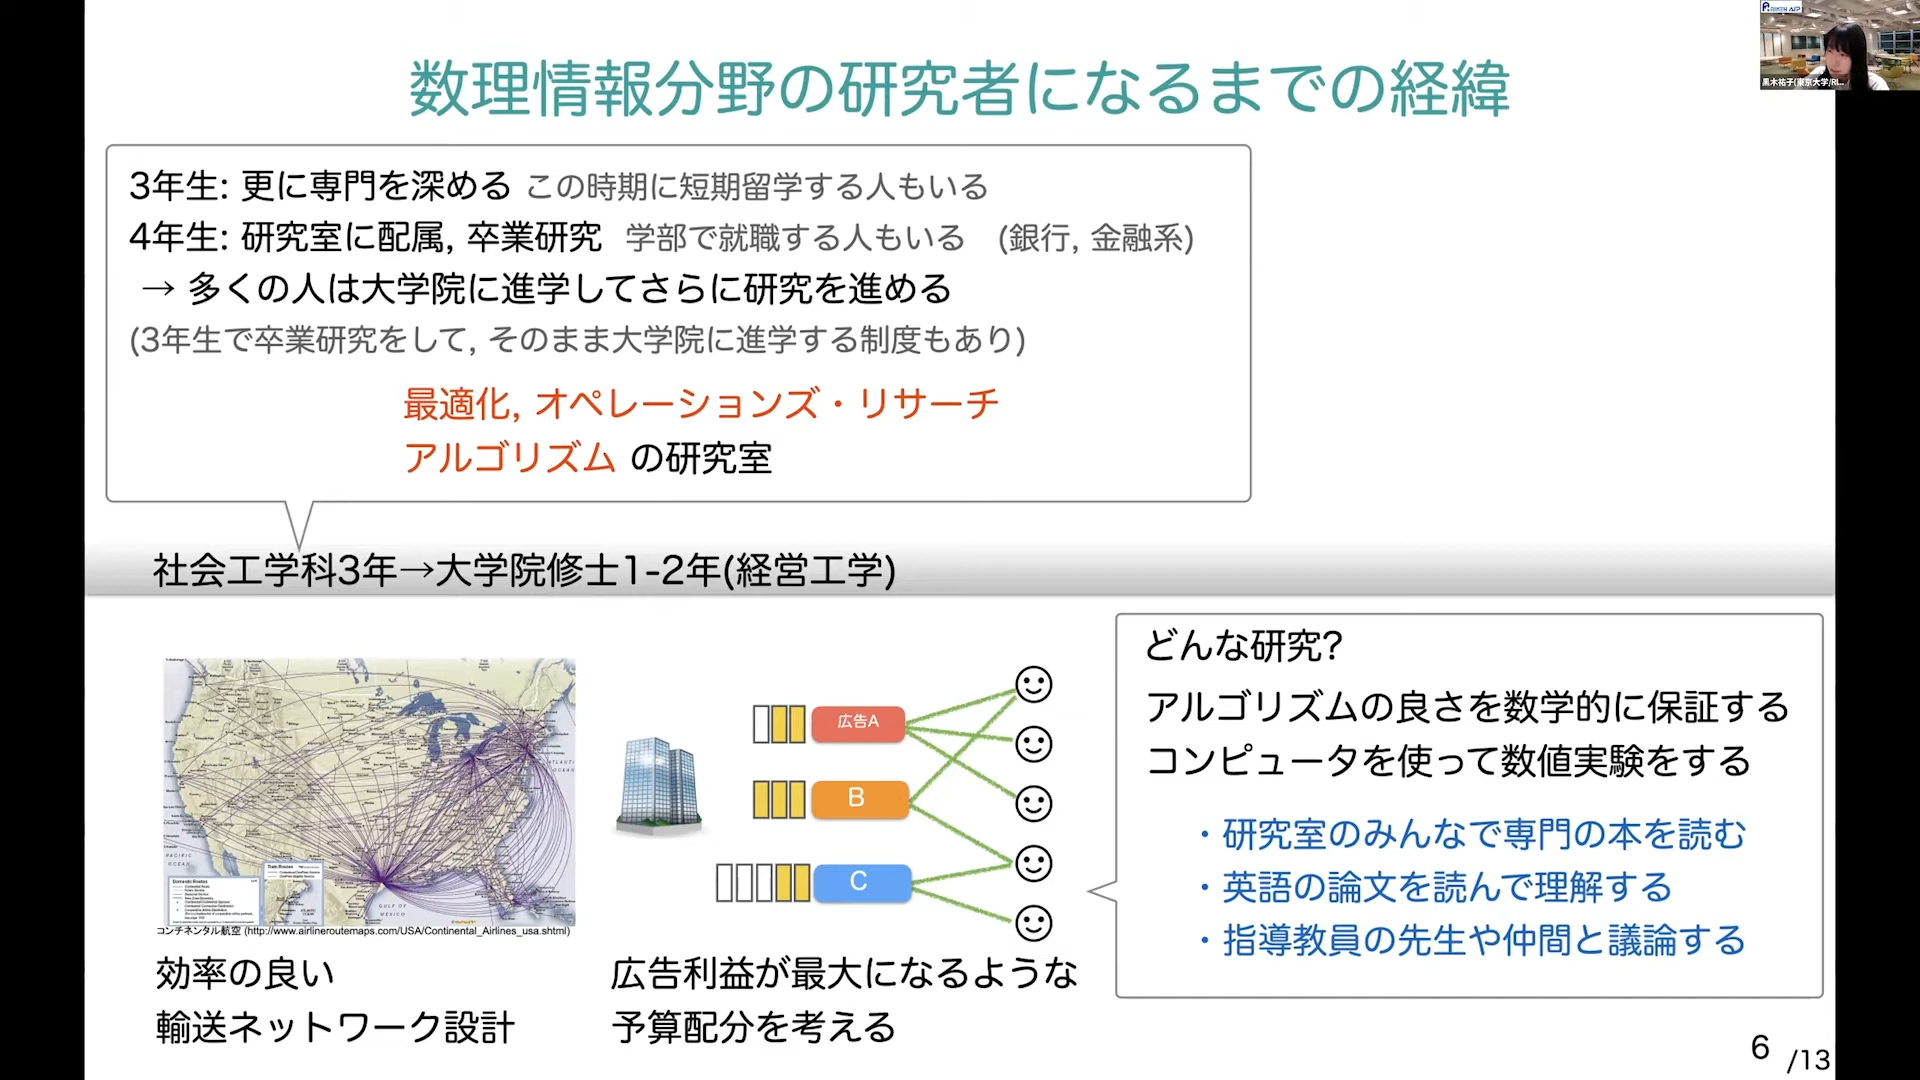 数理情報分野の研究者になるまでの経緯
3年生: 更に専門を深める この時期に短期留学する人もいる
4年生: 研究室に配属, 卒業研究 学部で就職する人もいる (銀行, 金融系)
→ 多くの人は大学院に進学してさらに研究を進める
(3年生で卒業研究をして, そのまま大学院に進学する制度もあり)
最適化, オペレーションズ・リサーチ
アルゴリズム の研究室
社会工学科3年→大学院修士1-2年(経営工学)
コンチネンタル航空 (http://www.airlineroutemaps.com/USA/Continental_Airlines_usa.shtml)
効率の良い
輸送ネットワーク設計
広告A
B
C
広告利益が最大になるような
予算配分を考える
どんな研究?
アルゴリズムの良さを数学的に保証する
コンピュータを使って数値実験をする
・研究室のみんなで専門の本を読む
・英語の論文を読んで理解する
・指導教員の先生や仲間と議論する
6 /13
黒木祐子(東京大学/RI...